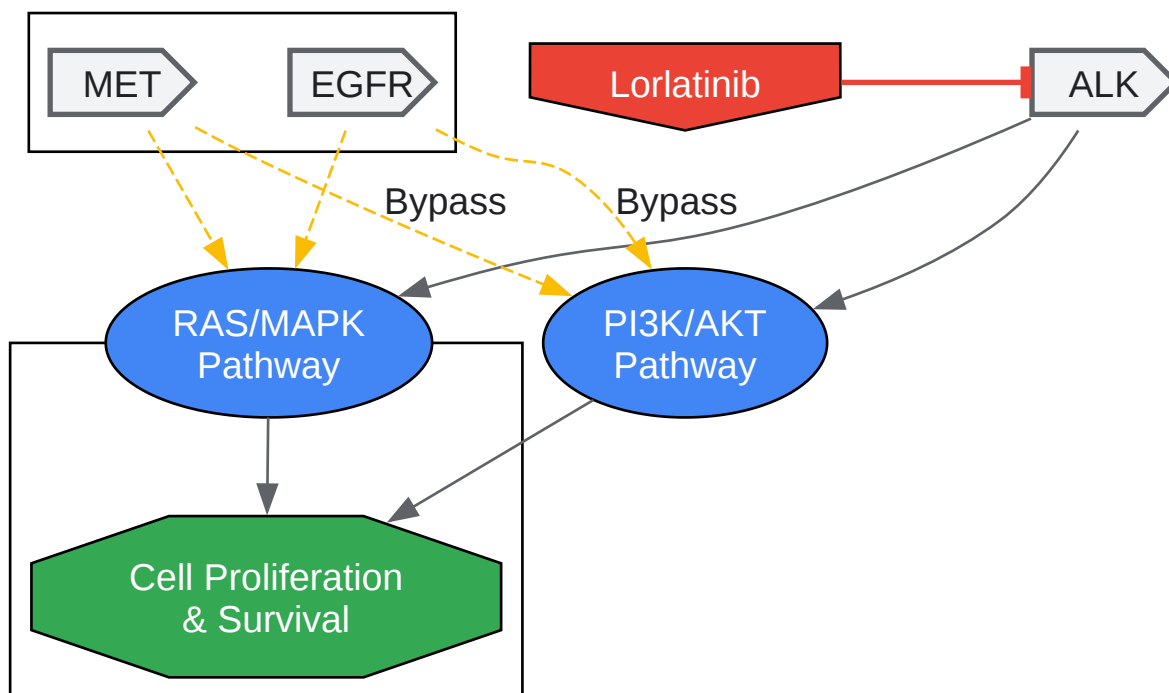 MET
EGFR
Lorlatinib
ALK
Bypass
Bypass
RAS/MAPK
Pathway
PI3K/AKT
Pathway
Cell Proliferation
& Survival